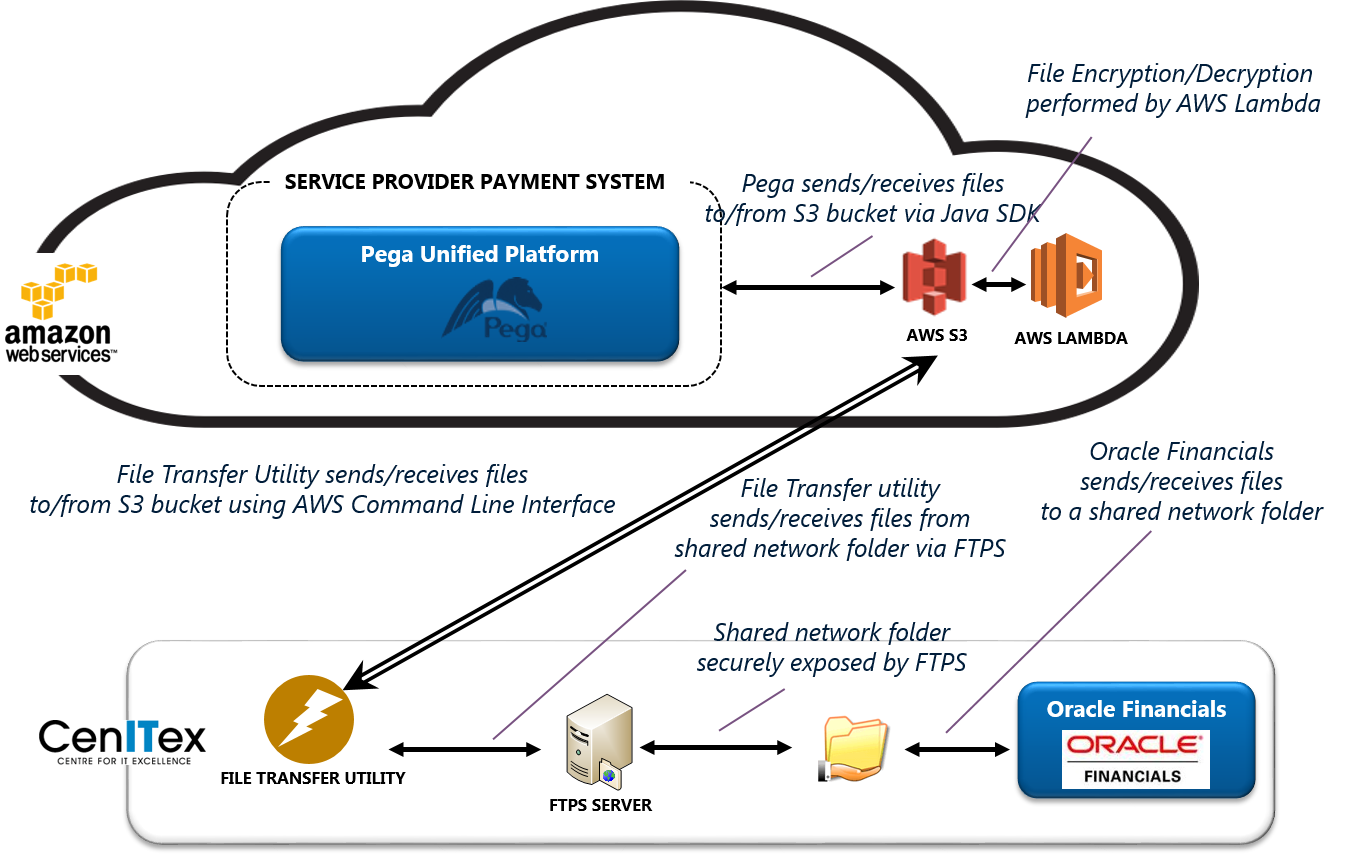 File Encryption/Decryption
performed by AWS Lambda
SERVICE PROVIDER PAYMENT SYSTEM
Pega sends/receives files
to/from S3 bucket via Java SDK
Pega Unified Platform
Pega
amazon
web services™
AWS S3
AWS LAMBDA
File Transfer Utility sends/receives files
to/from S3 bucket using AWS Command Line Interface
File Transfer utility
sends/receives files from
shared network folder via FTPS
Oracle Financials
sends/receives files
to a shared network folder
Shared network folder
securely exposed by FTPS
CenITex
CENTRE FOR IT EXCELLENCE
FILE TRANSFER UTILITY
FTPS SERVER
Oracle Financials
ORACLE®
FINANCIALS